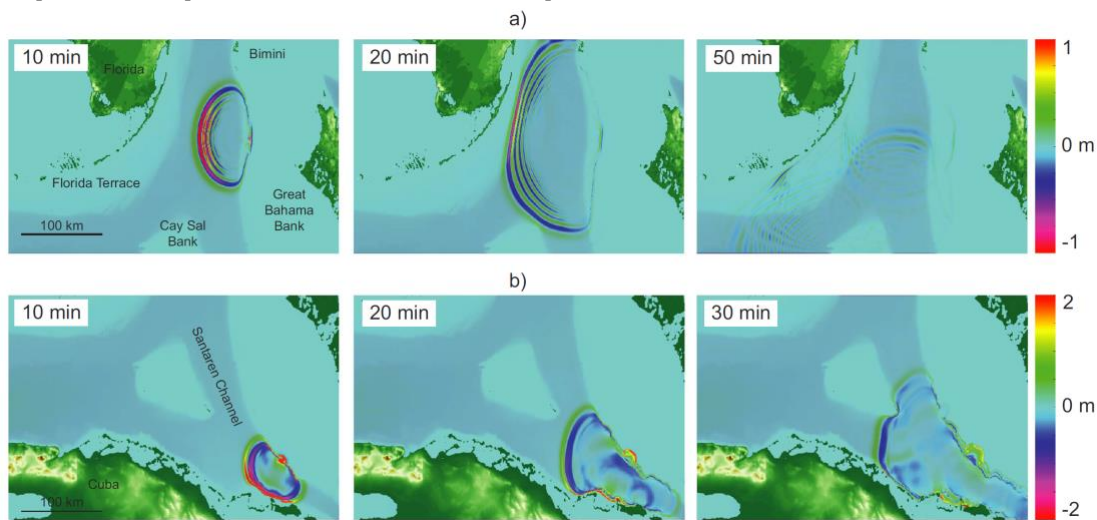 a)
10 min
20 min
50 min
Florida
Bimini
Florida Terrace
Great
Bahama
Bank
Cay Sal
Bank
100 km
1
0 m
-1
b)
10 min
20 min
30 min
Santaren Channel
Cuba
100 km
2
0 m
-2